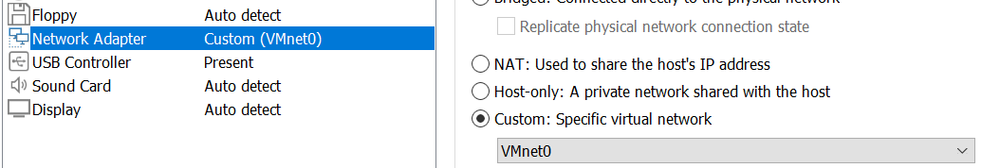 Bridged: Connected directly to the physical network
Floppy Auto detect
Replicate physical network connection state
Network Adapter Custom (VMnet0)
USB Controller Present
NAT: Used to share the host's IP address
Sound Card Auto detect
Host-only: A private network shared with the host
Display Auto detect
Custom: Specific virtual network
VMnet0